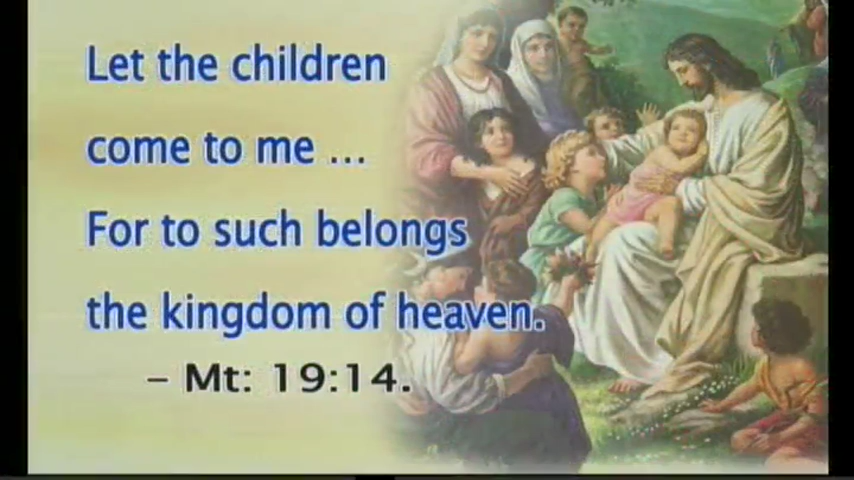 Let the children
come to me ...
For to such belongs
the kingdom of heaven.
– Mt: 19:14.